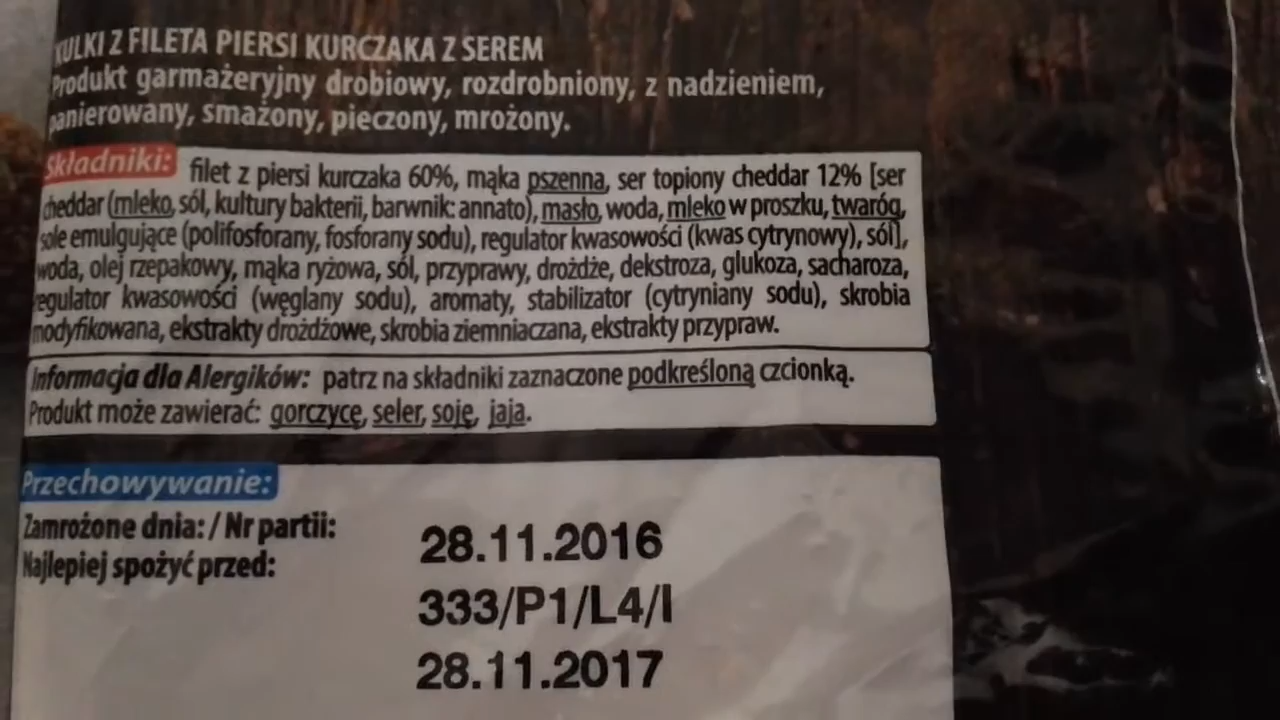 KULKI Z FILETA PIERSI KURCZAKA Z SEREM
Produkt garmażeryjny drobiowy, rozdrobniony, z nadzieniem,
panierowany, smażony, pieczony, mrożony.
Składniki: filet z piersi kurczaka 60%, mąka pszenna, ser topiony cheddar 12% [ser
cheddar (mleko, sól, kultury bakterii, barwnik: annato), masło, woda, mleko w proszku, twaróg,
sole emulgujące (polifosforany, fosforany sodu), regulator kwasowości (kwas cytrynowy), sól],
woda, olej rzepakowy, mąka ryżowa, sól, przyprawy, drożdże, dekstroza, glukoza, sacharoza,
regulator kwasowości (węglany sodu), aromaty, stabilizator (cytryniany sodu), skrobia
modyfikowana, ekstrakty drożdżowe, skrobia ziemniaczana, ekstrakty przypraw.
Informacja dla Alergików: patrz na składniki zaznaczone podkreśloną czcionką.
Produkt może zawierać: gorczycę, seler, soję, jaja.
Przechowywanie:
Zamrożone dnia: / Nr partii:
Najlepiej spożyć przed:
28.11.2016
333/P1/L4/I
28.11.2017